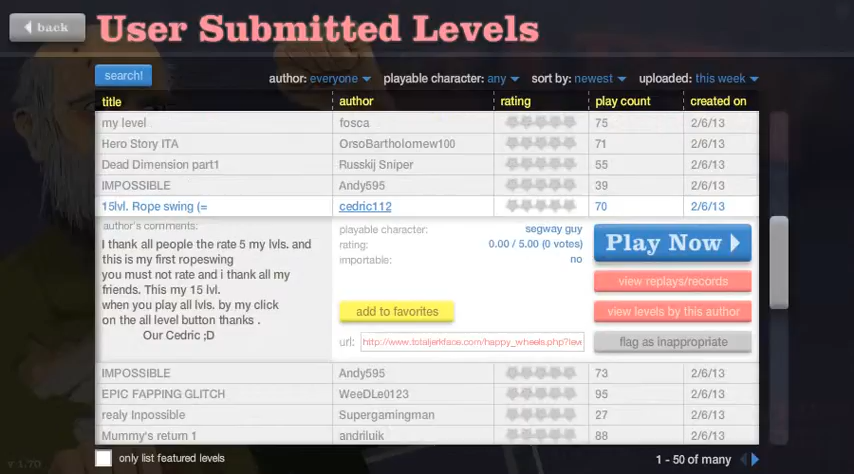 back
User Submitted Levels
search!
author: everyone playable character: any sort by: newest uploaded: this week
title author rating play count created on
my level fosca 75 2/6/13
Hero Story ITA OrsoBartholomew100 71 2/6/13
Dead Dimension part1 Russkij Sniper 55 2/6/13
IMPOSSIBLE Andy595 39 2/6/13
15lvl. Rope swing (= cedric112 70 2/6/13
author's comments:
I thank all people the rate 5 my lvls. and
this is my first ropeswing
you must not rate and i thank all my
friends. This my 15 lvl.
when you play all lvls. by my click
on the all level button thanks .
Our Cedric ;D
playable character: segway guy
rating: 0.00 / 5.00 (0 votes)
importable: no
add to favorites
url: http://www.totaljerkface.com/happy_wheels.php?lev
Play Now
view replays/records
view levels by this author
flag as inappropriate
IMPOSSIBLE Andy595 73 2/6/13
EPIC FAPPING GLITCH WeeDLe0123 95 2/6/13
realy Inpossible Supergamingman 27 2/6/13
Mummy's return 1 andriluik 88 2/6/13
only list featured levels
1 - 50 of many
v 1.70